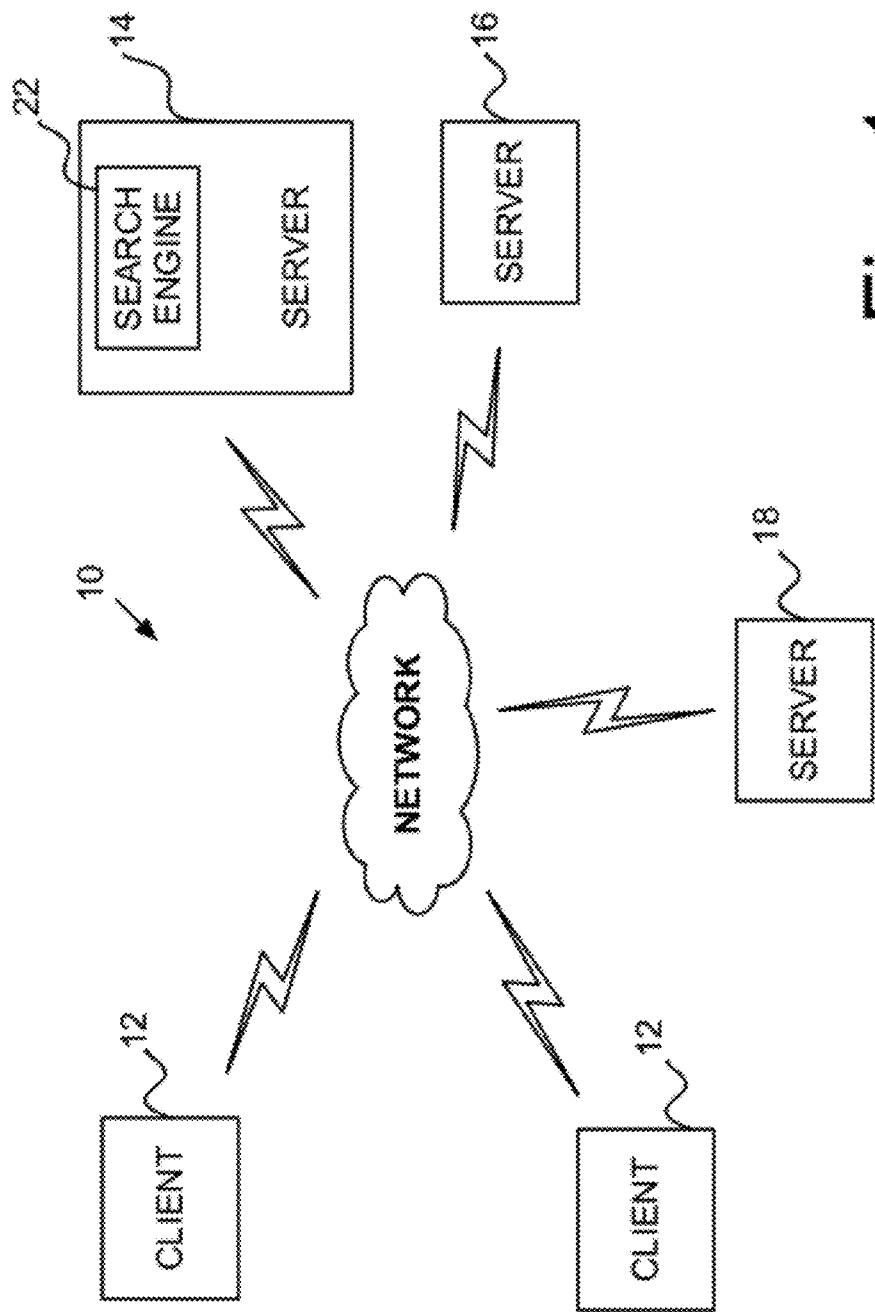 22
14
SEARCH
ENGINE
SERVER
10
12
CLIENT
NETWORK
16
SERVER
12
CLIENT
18
SERVER